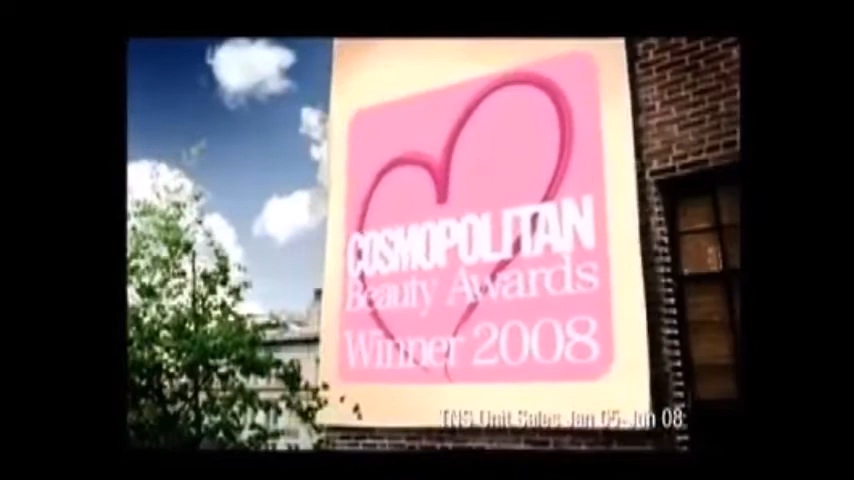 COSMOPOLITAN
Beauty Awards
Winner 2008
TNS Unit Sales Jan 05-Jun 08